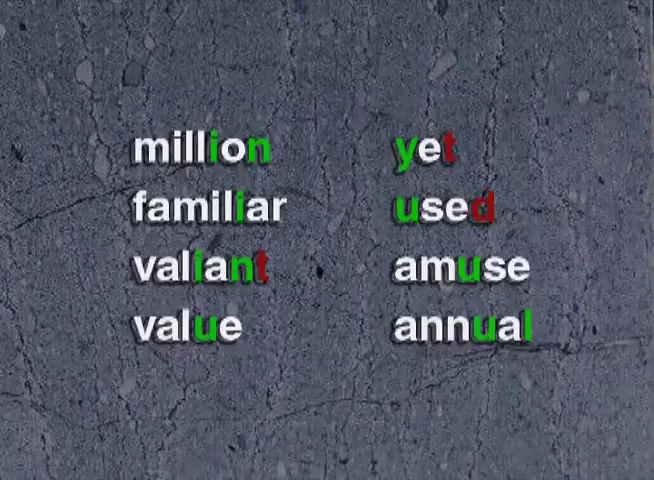 million
familiar
valiant
value
yet
used
amuse
annual